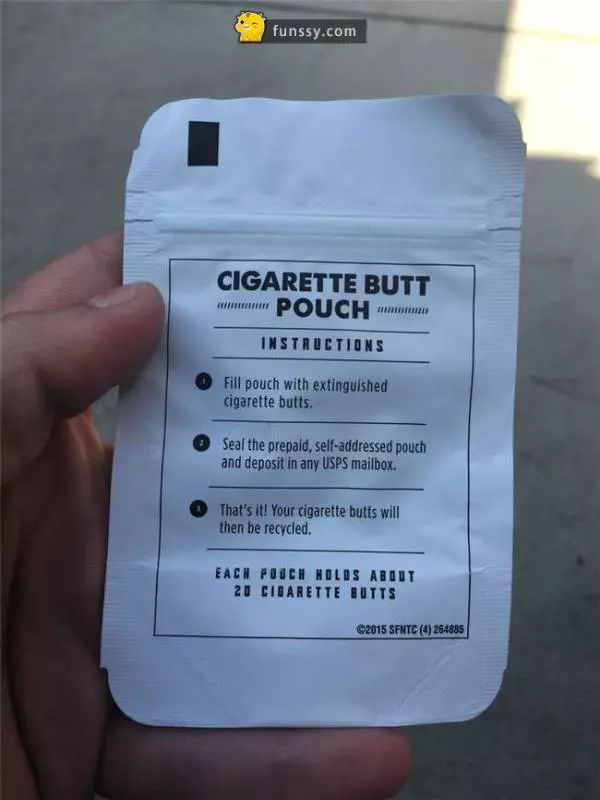 funssy.com
CIGARETTE BUTT
POUCH
INSTRUCTIONS
1 Fill pouch with extinguished
cigarette butts.
2 Seal the prepaid, self-addressed pouch
and deposit in any USPS mailbox.
3 That's it! Your cigarette butts will
then be recycled.
EACH POUCH HOLDS ABOUT
20 CIGARETTE BUTTS
©2015 SFNTC (4) 264885